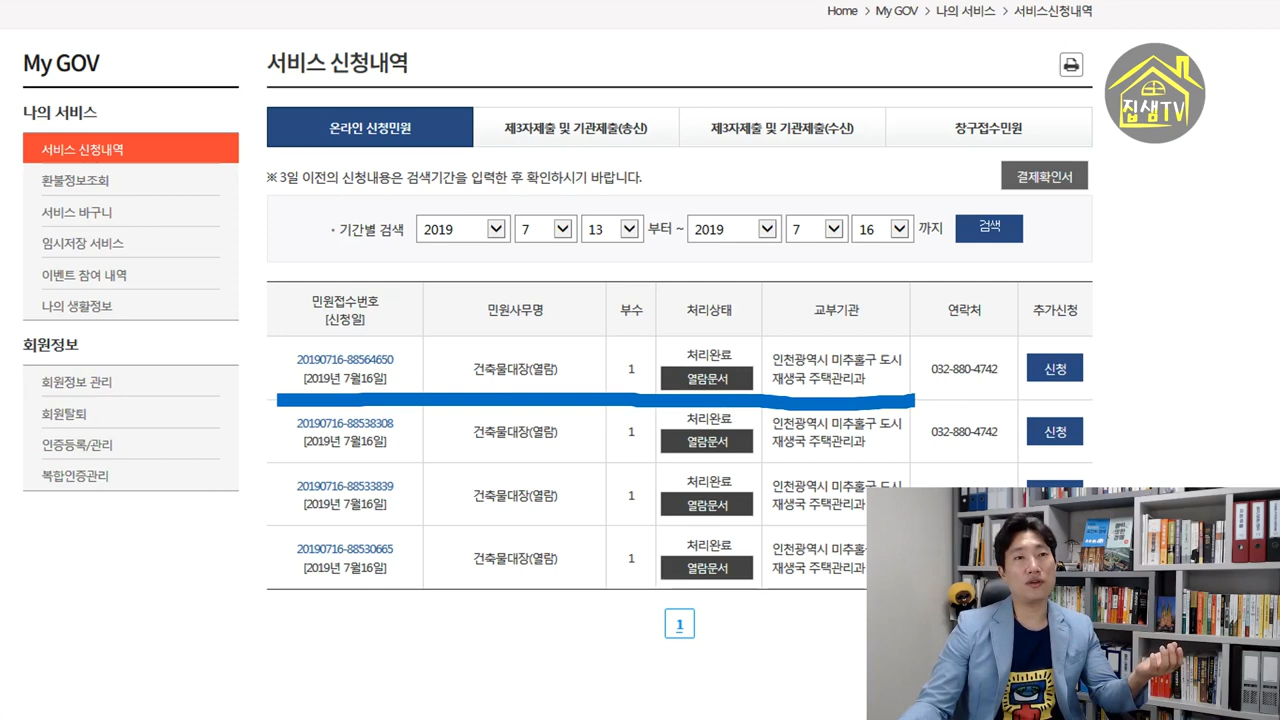 Home > My GOV > 나의 서비스 > 서비스신청내역
My GOV
나의 서비스
서비스 신청내역
환불정보조회
서비스 바구니
임시저장 서비스
이벤트 참여 내역
나의 생활정보
회원정보
회원정보 관리
회원탈퇴
인증등록/관리
복합인증관리
서비스 신청내역
집샘TV
온라인 신청민원 제3자제출 및 기관제출(송신) 제3자제출 및 기관제출(수신) 창구접수민원
※ 3일 이전의 신청내용은 검색기간을 입력한 후 확인하시기 바랍니다.
결제확인서
· 기간별 검색 2019 7 13 부터 ~ 2019 7 16 까지 검색
민원접수번호 [신청일] 민원사무명 부수 처리상태 교부기관 연락처 추가신청
20190716-88564650 건축물대장(열람) 1 처리완료 인천광역시 미추홀구 도시 032-880-4742 신청
[2019년 7월16일] 열람문서 재생국 주택관리과
20190716-88538308 건축물대장(열람) 1 처리완료 인천광역시 미추홀구 도시 032-880-4742 신청
[2019년 7월16일] 열람문서 재생국 주택관리과
20190716-88533839 건축물대장(열람) 1 처리완료 인천광역시 미추홀구
[2019년 7월16일] 열람문서 재생국 주택관리과
20190716-88530665 건축물대장(열람) 1 처리완료 인천광역시 미추홀구
[2019년 7월16일] 열람문서 재생국 주택관리과
1